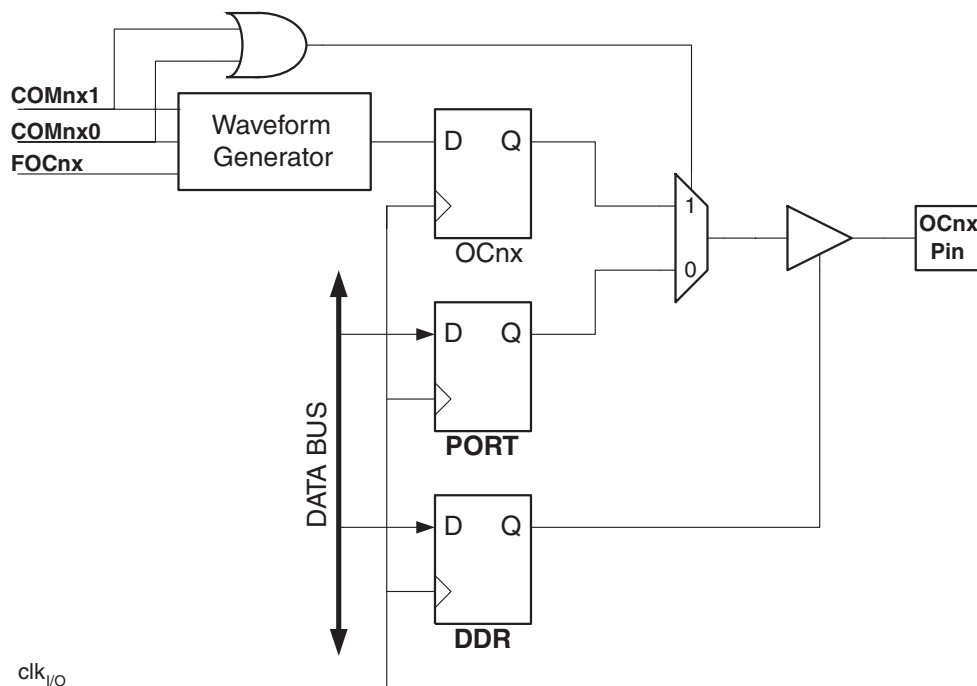 COMnx1
COMnx0
FOCnx
Waveform
Generator
D Q
OCnx
1
0
OCnx
Pin
D Q
PORT
DATA BUS
D Q
DDR
clkI/O